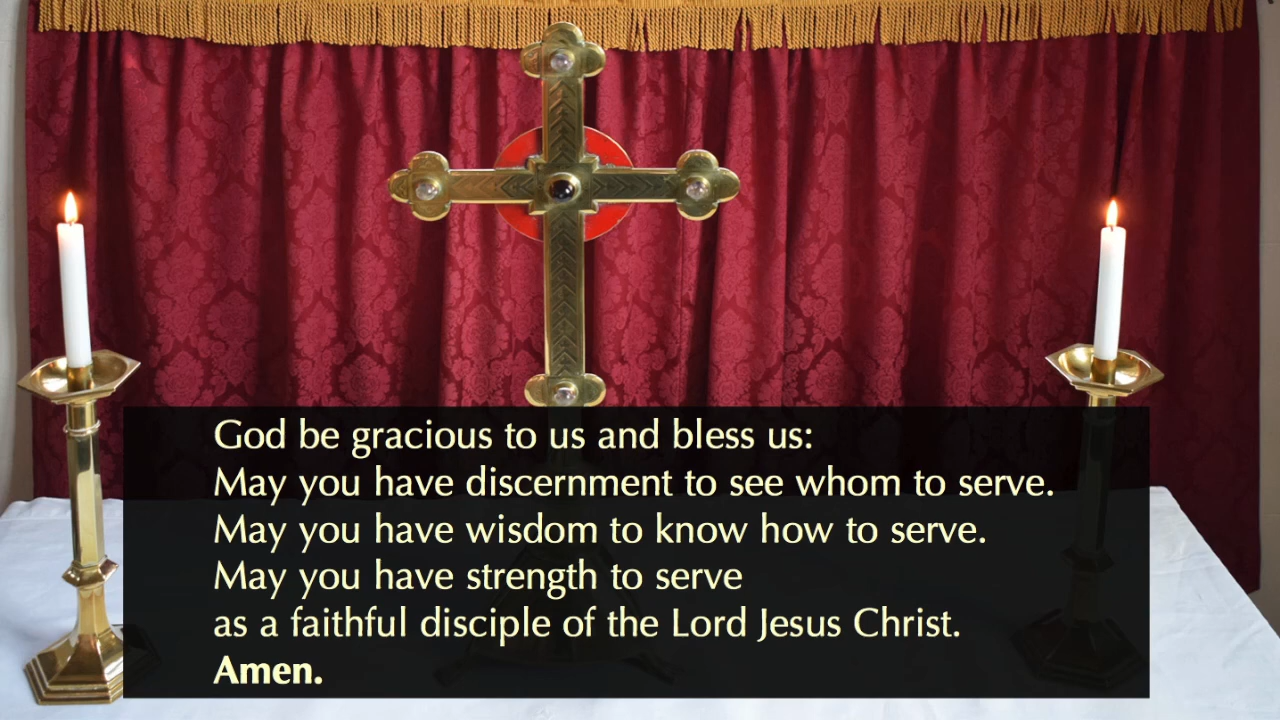 God be gracious to us and bless us:
May you have discernment to see whom to serve.
May you have wisdom to know how to serve.
May you have strength to serve
as a faithful disciple of the Lord Jesus Christ.
Amen.